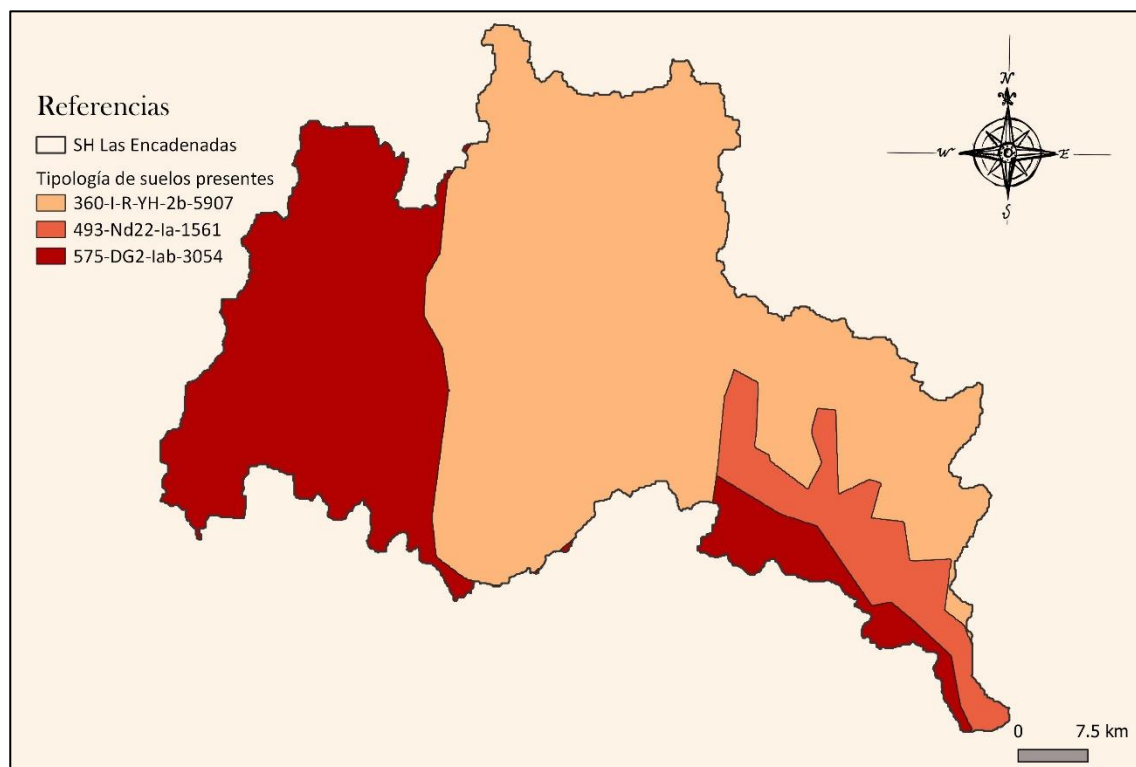 Referencias
SH Las Encadenadas
Tipología de suelos presentes
360-I-R-YH-2b-5907
493-Nd22-Ia-1561
575-DG2-Iab-3054
N
W
E
S
0 7.5 km